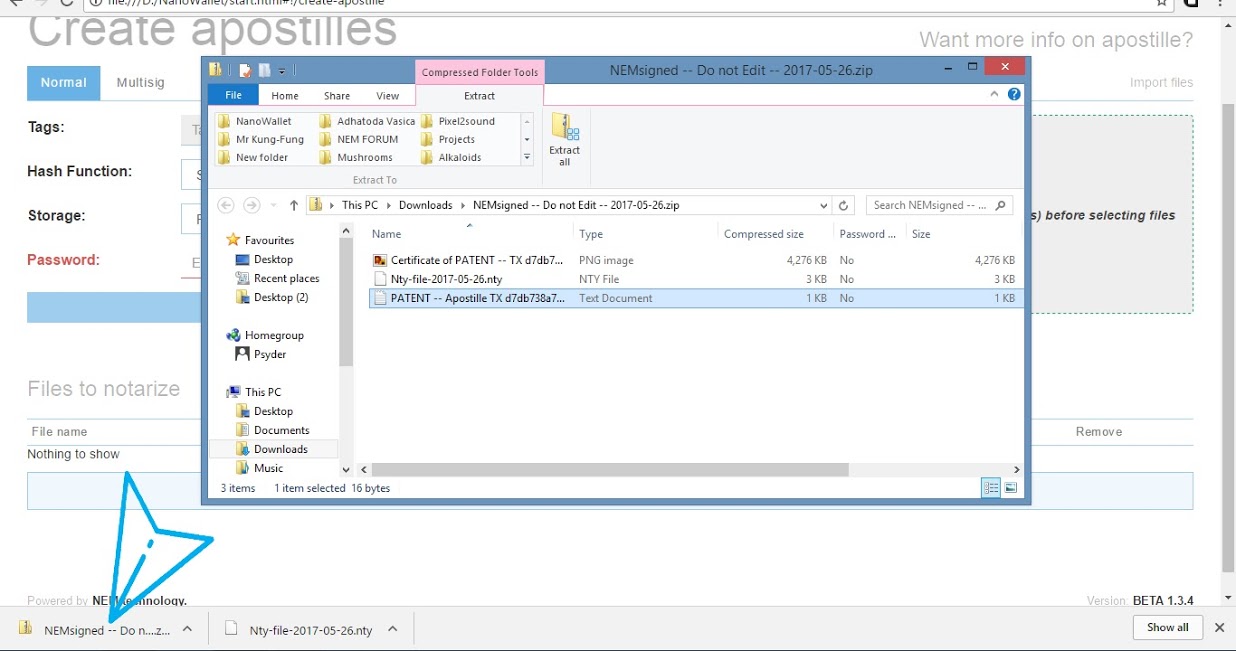 file:///D:/NanoWallet/start.html#!/create-apostille
Create apostilles
Want more info on apostille?
Normal Multisig Import files
Tags:
Hash Function:
Storage:
Password:
s) before selecting files
Files to notarize
File name Remove
Nothing to show
Compressed Folder Tools NEMsigned -- Do not Edit -- 2017-05-26.zip
File Home Share View Extract
NanoWallet Adhatoda Vasica Pixel2sound
Mr Kung-Fung NEM FORUM Projects
New folder Mushrooms Alkaloids
Extract all
Extract To
This PC Downloads NEMsigned -- Do not Edit -- 2017-05-26.zip Search NEMsigned -- ...
Name Type Compressed size Password ... Size
Certificate of PATENT -- TX d7db7... PNG image 4,276 KB No 4,276 KB
Nty-file-2017-05-26.nty NTY File 3 KB No 3 KB
PATENT -- Apostille TX d7db738a7... Text Document 1 KB No 1 KB
Favourites
Desktop
Recent places
Desktop (2)
Homegroup
Psyder
This PC
Desktop
Documents
Downloads
Music
3 items 1 item selected 16 bytes
Powered by NEM technology. Version: BETA 1.3.4
NEMsigned -- Do n....z... Nty-file-2017-05-26.nty Show all